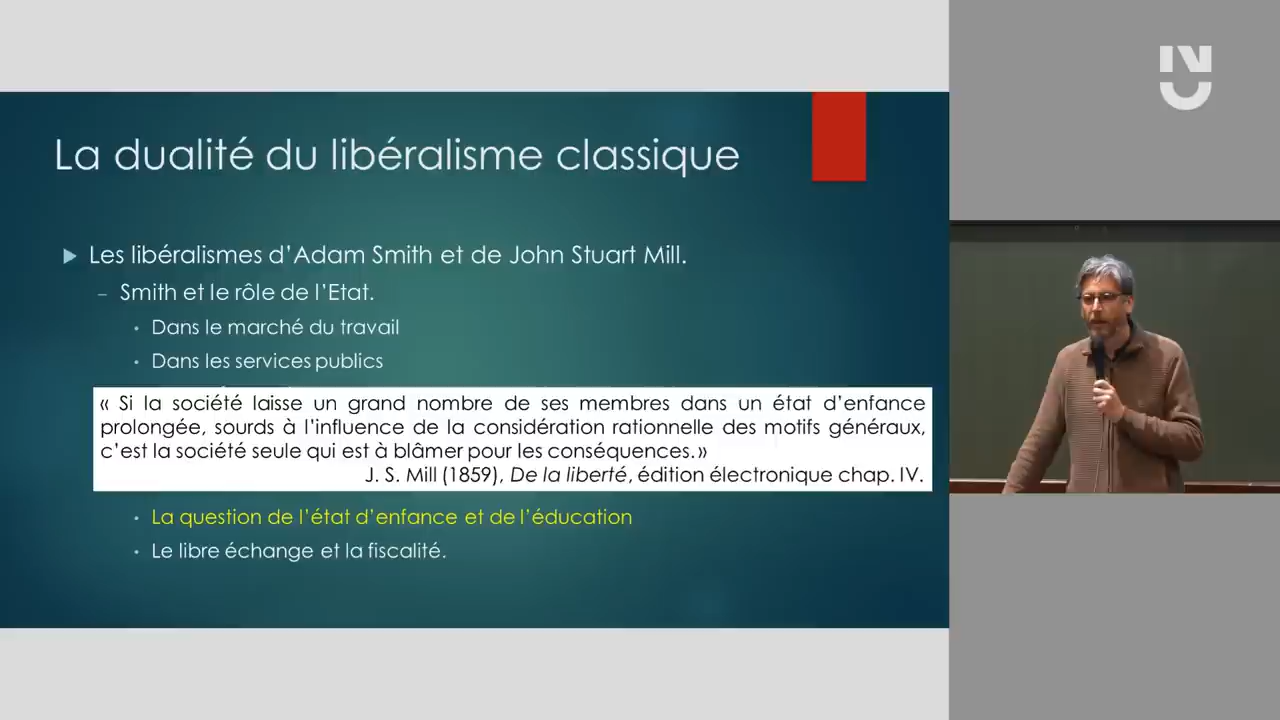 La dualité du libéralisme classique
Les libéralismes d’Adam Smith et de John Stuart Mill.
– Smith et le rôle de l’Etat.
• Dans le marché du travail
• Dans les services publics
« Si la société laisse un grand nombre de ses membres dans un état d’enfance
prolongée, sourds à l’influence de la considération rationnelle des motifs généraux,
c’est la société seule qui est à blâmer pour les conséquences.»
J. S. Mill (1859), De la liberté, édition électronique chap. IV.
• La question de l’état d’enfance et de l’éducation
• Le libre échange et la fiscalité.